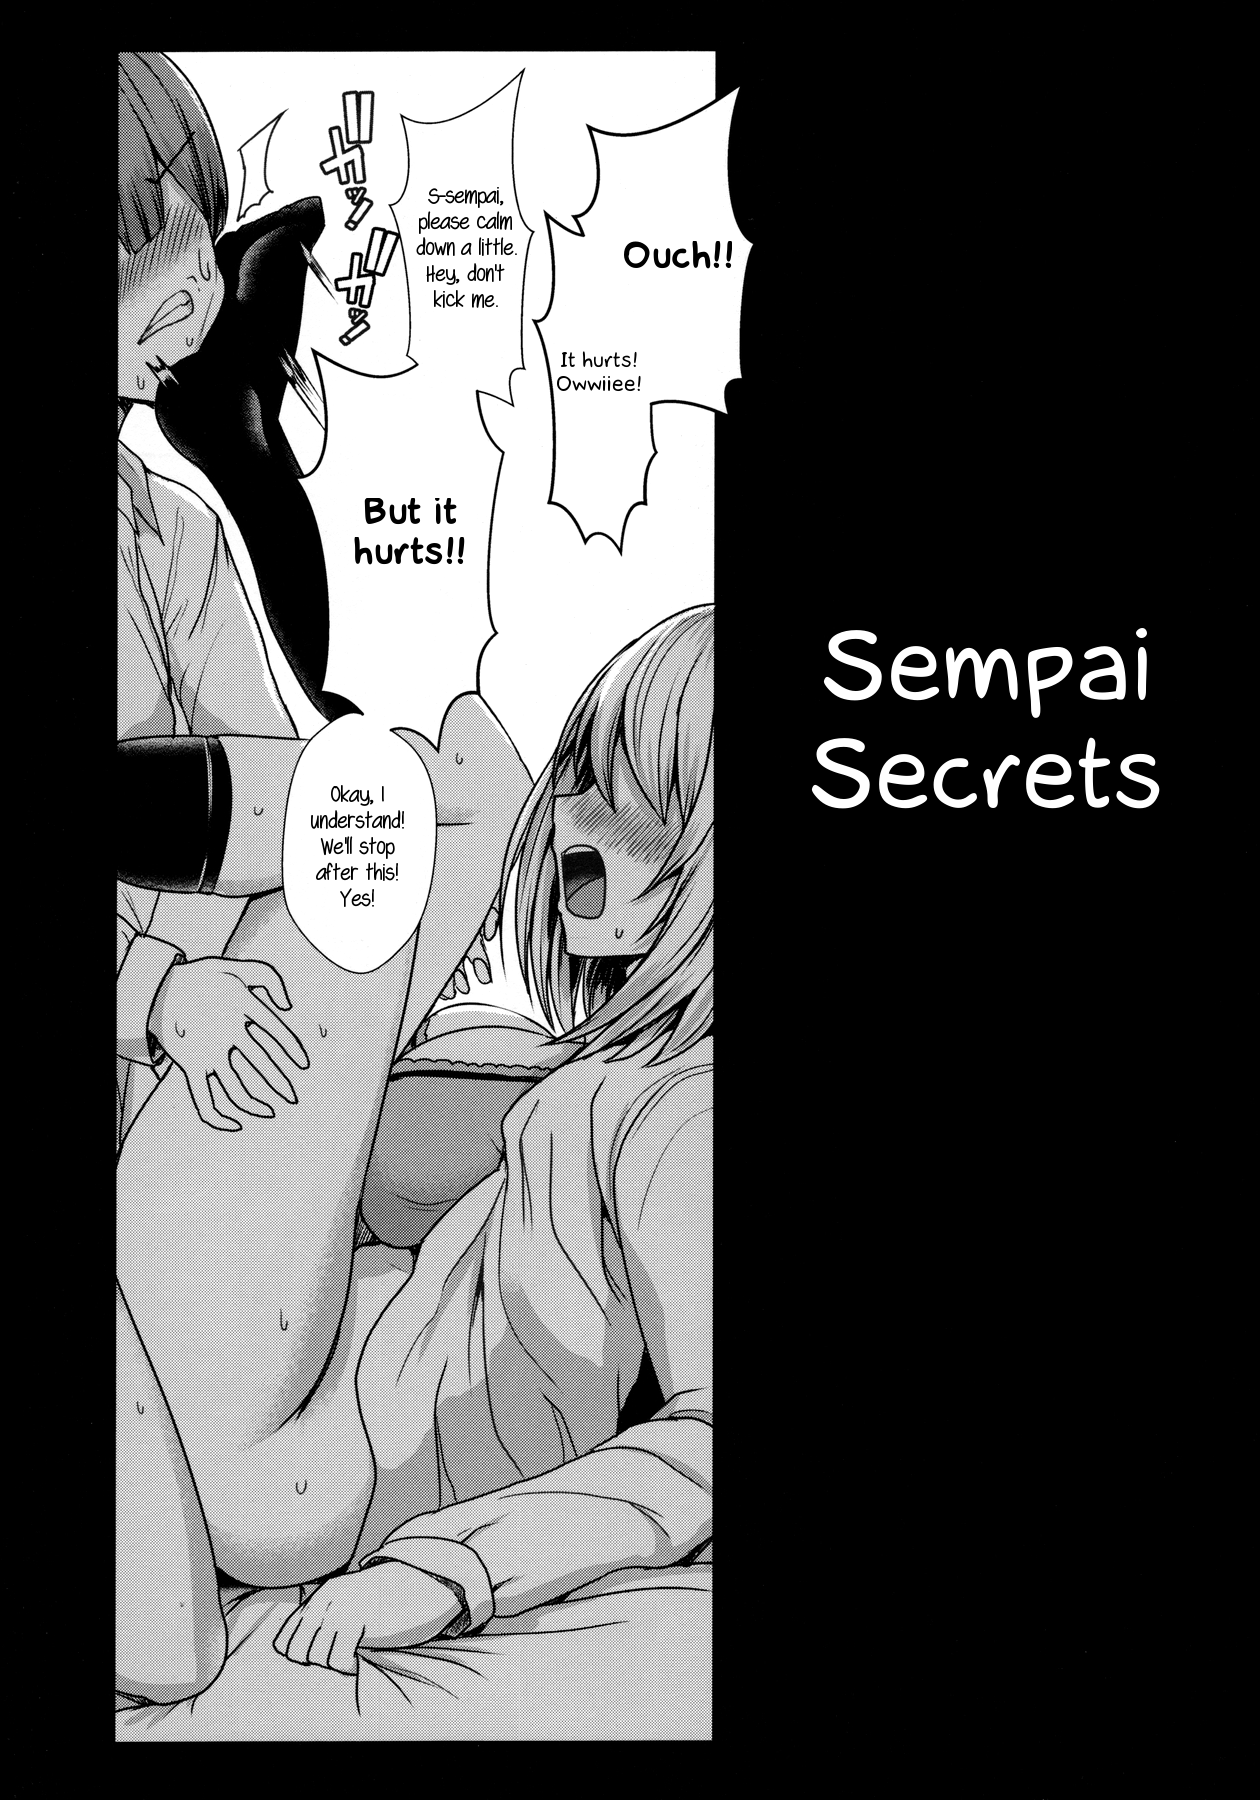 Sempai
Secrets
Ouch!!
It hurts!
Owwiiee!
S-sempai,
please calm
down a little.
Hey, don't
kick me.
But it
hurts!!
Okay, I
understand!
We'll stop
after this!
Yes!